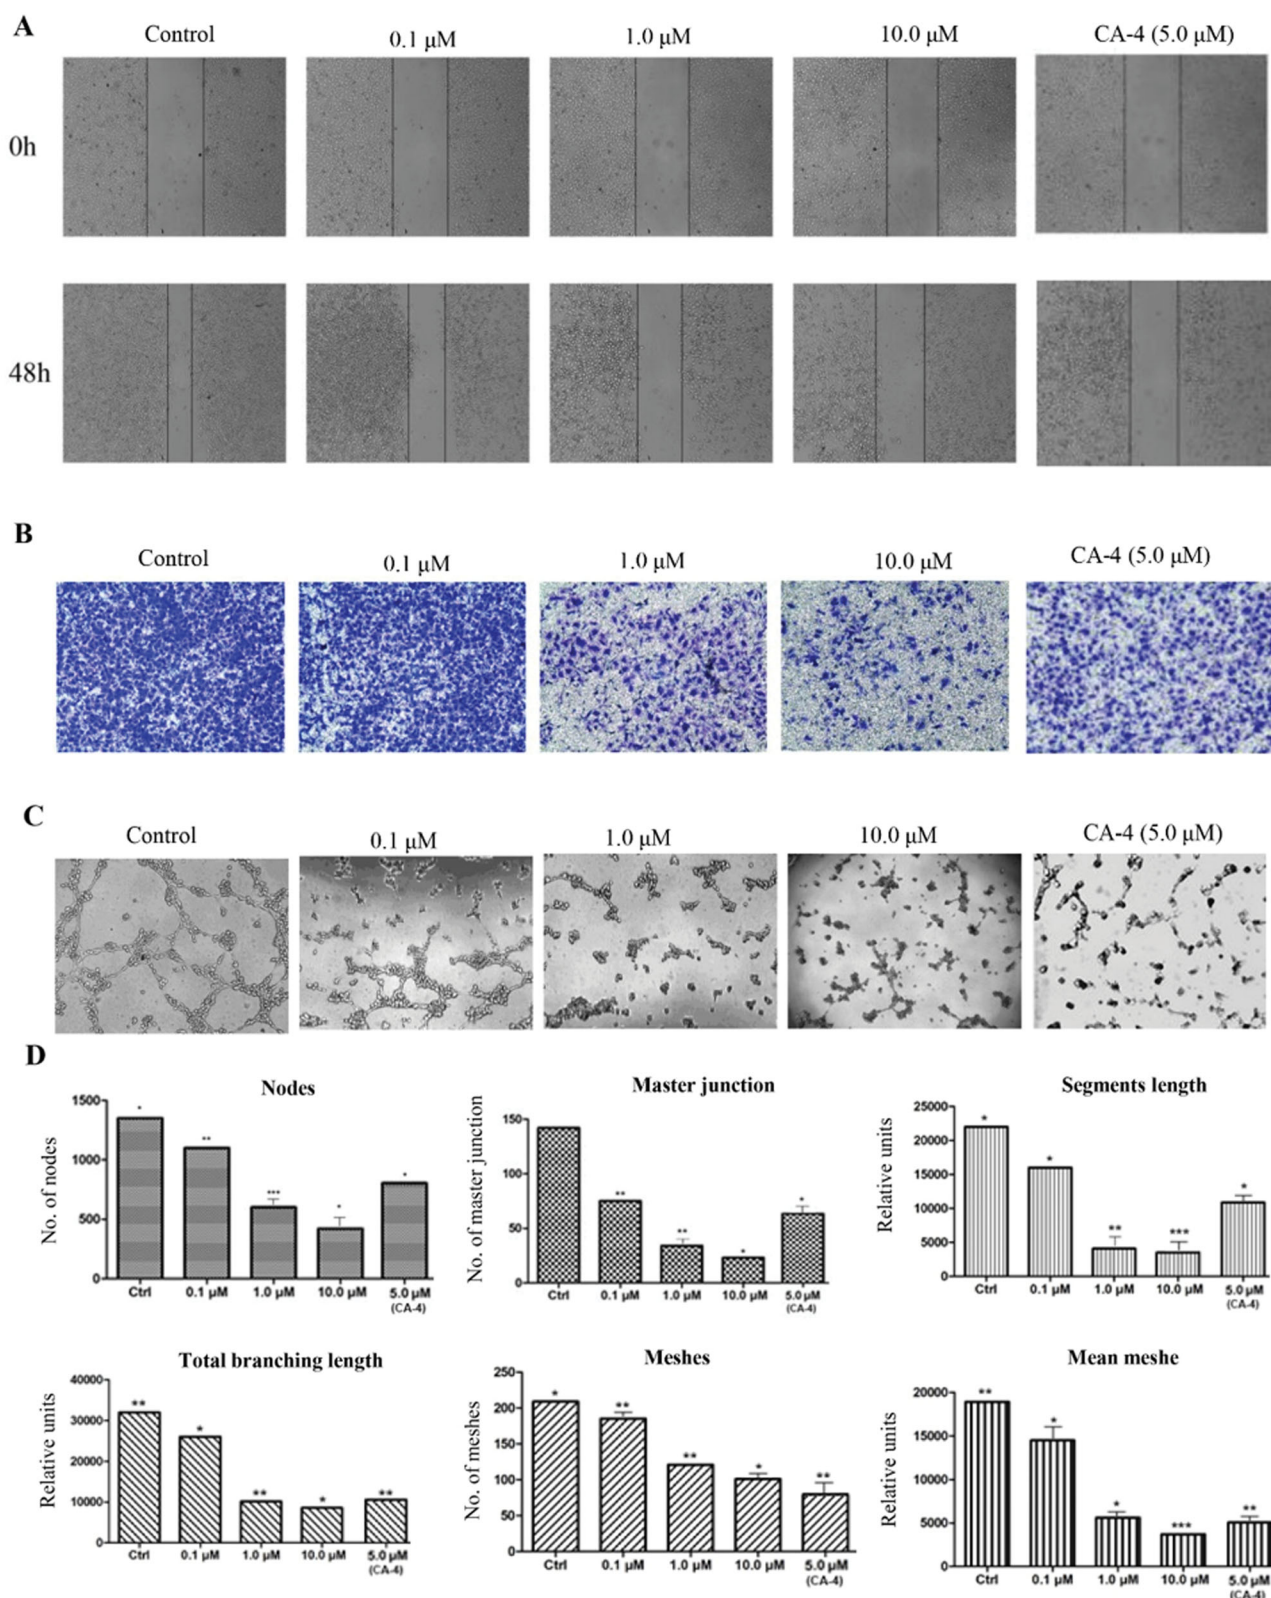 A
Control 0.1 μM 1.0 μM 10.0 μM CA-4 (5.0 μM)
0h
48h
B
Control 0.1 μM 1.0 μM 10.0 μM CA-4 (5.0 μM)
C
Control 0.1 μM 1.0 μM 10.0 μM CA-4 (5.0 μM)
D
Nodes
No. of nodes
1500
1000
500
0
* ** *** * *
Ctrl 0.1 μM 1.0 μM 10.0 μM 5.0 μM
(CA-4)
Master junction
No. of master junction
150
100
50
0
** ** * *
Ctrl 0.1 μM 1.0 μM 10.0 μM 5.0 μM
(CA-4)
Segments length
Relative units
25000
20000
15000
10000
5000
0
* * ** *** *
Ctrl 0.1 μM 1.0 μM 10.0 μM 5.0 μM
(CA-4)
Total branching length
Relative units
40000
30000
20000
10000
0
** * ** * **
Ctrl 0.1 μM 1.0 μM 10.0 μM 5.0 μM
(CA-4)
Meshes
No. of meshes
250
200
150
100
50
0
* ** ** * **
Ctrl 0.1 μM 1.0 μM 10.0 μM 5.0 μM
(CA-4)
Mean meshe
Relative units
20000
15000
10000
5000
0
** * * *** **
Ctrl 0.1 μM 1.0 μM 10.0 μM 5.0 μM
(CA-4)